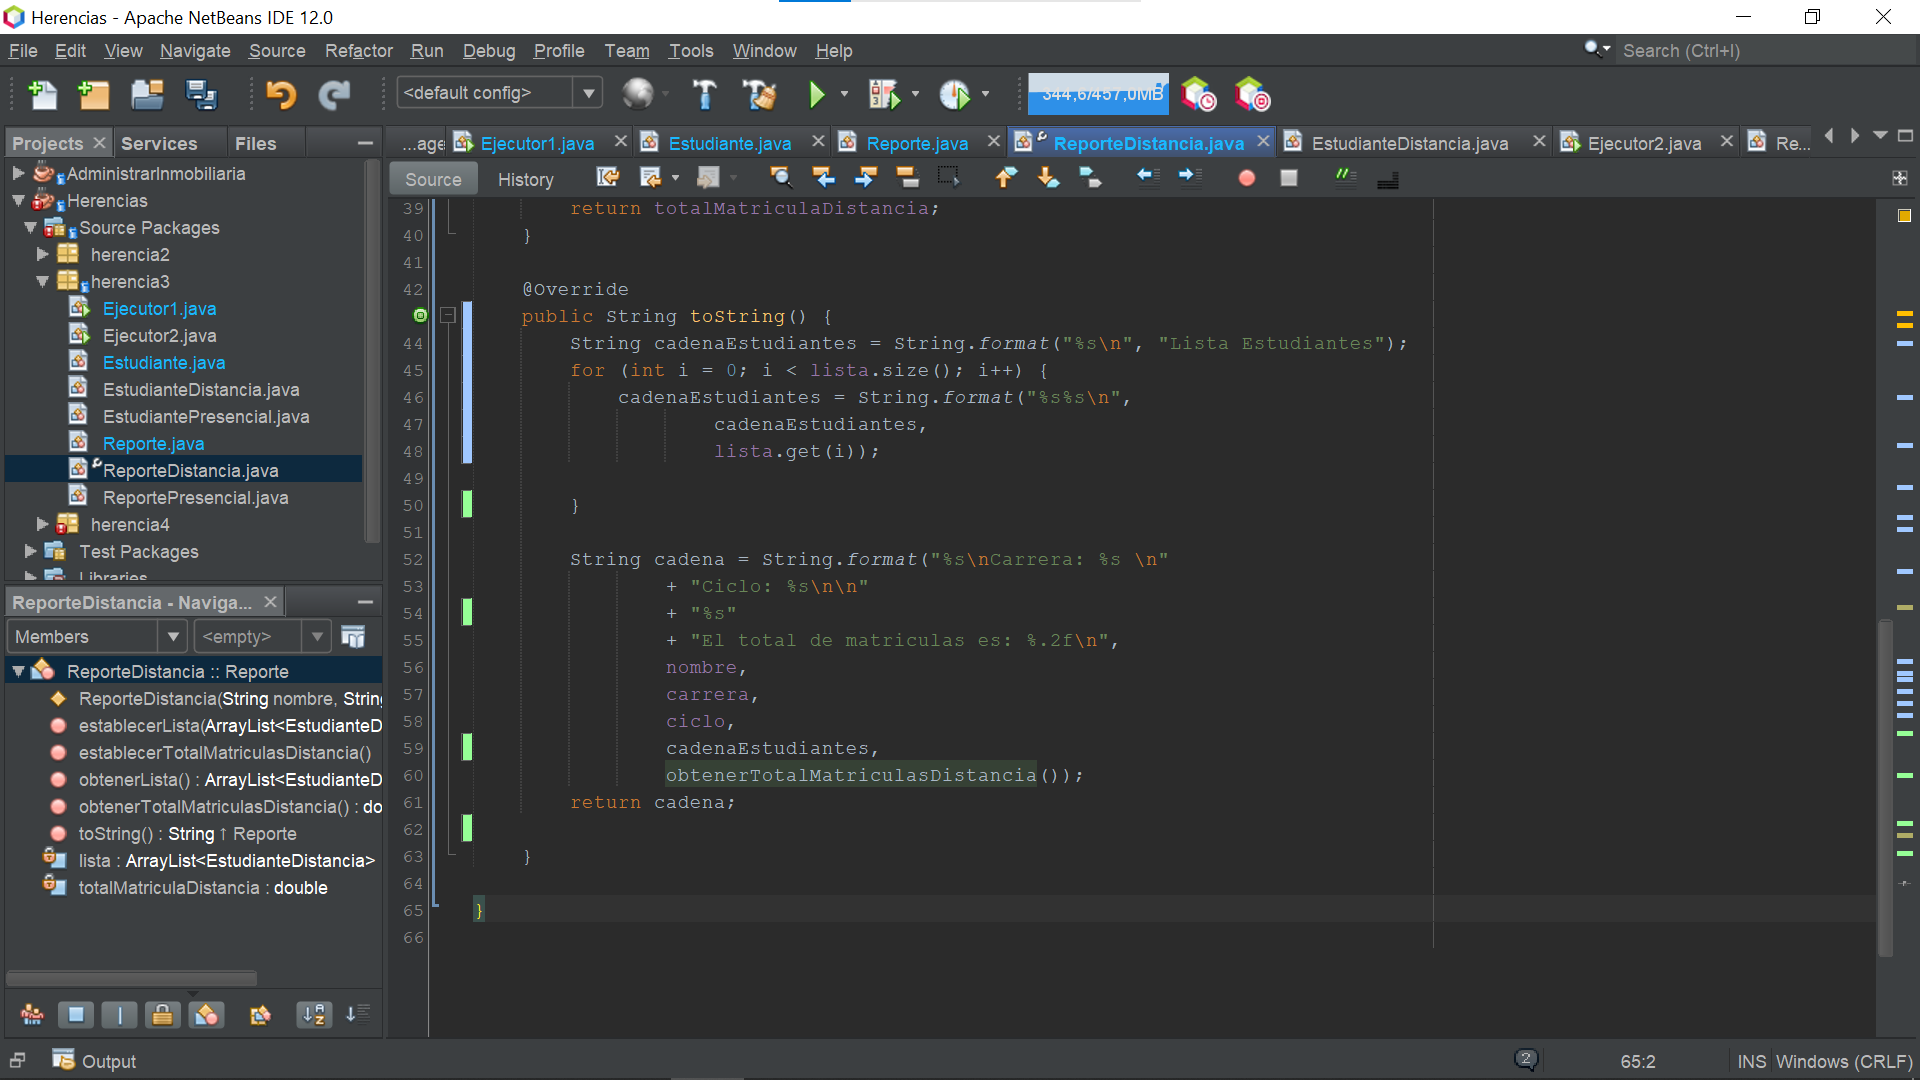 Herencias - Apache NetBeans IDE 12.0
File Edit View Navigate Source Refactor Run Debug Profile Team Tools Window Help
Search (Ctrl+I)
<default config>
344,6/457,0MB
Projects Services Files
...age Ejecutor1.java Estudiante.java Reporte.java ReporteDistancia.java EstudianteDistancia.java Ejecutor2.java Re...
Source History
AdministrarInmobiliaria
Herencias
Source Packages
herencia2
herencia3
Ejecutor1.java
Ejecutor2.java
Estudiante.java
EstudianteDistancia.java
EstudiantePresencial.java
Reporte.java
ReporteDistancia.java
ReportePresencial.java
herencia4
Test Packages
Libraries
ReporteDistancia - Naviga...
Members <empty>
ReporteDistancia :: Reporte
ReporteDistancia(String nombre, String
establecerLista(ArrayList<EstudianteD
establecerTotalMatriculasDistancia()
obtenerLista() : ArrayList<EstudianteD
obtenerTotalMatriculasDistancia() : do
toString() : String ↑ Reporte
lista : ArrayList<EstudianteDistancia>
totalMatriculaDistancia : double
39 return totalMatriculaDistancia;
40 }
41
42 @Override
public String toString() {
44 String cadenaEstudiantes = String.format("%s\n", "Lista Estudiantes");
45 for (int i = 0; i < lista.size(); i++) {
46 cadenaEstudiantes = String.format("%s%s\n",
47 cadenaEstudiantes,
48 lista.get(i));
49
50 }
51
52 String cadena = String.format("%s\nCarrera: %s \n"
53 + "Ciclo: %s\n\n"
54 + "%s"
55 + "El total de matriculas es: %.2f\n",
56 nombre,
57 carrera,
58 ciclo,
59 cadenaEstudiantes,
60 obtenerTotalMatriculasDistancia());
61 return cadena;
62
63 }
64
65 }
66
Output
2
65:2 INS Windows (CRLF)